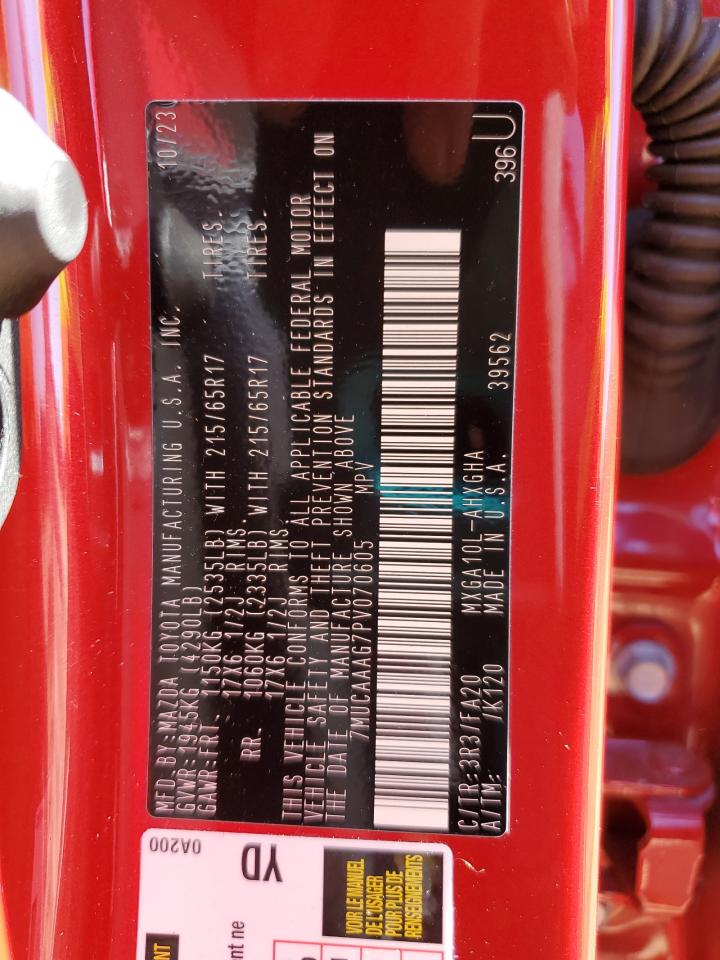 MFD.BY:MAZDA TOYOTA MANUFACTURING U.S.A. INC. 10/23
GVWR:1945KG (4290LB)
GAWR:FRT. 1150KG (2535LB) WITH 215/65R17 TIRES.
17X6 1/2J RIMS.
RR. 1060KG (2335LB) WITH 215/65R17 TIRES.
17X6 1/2J RIMS.
THIS VEHICLE CONFORMS TO ALL APPLICABLE FEDERAL MOTOR
VEHICLE SAFETY AND THEFT PREVENTION STANDARDS IN EFFECT ON
THE DATE OF MANUFACTURE SHOWN ABOVE
7MUCAAAG7PV070605 MPV
C/TR:3R3/FA20 MXGA10L-AHXGHA
A/TM: /K120 MADE IN U.S.A. 39562 396 U
0A200
YD
VOIR LE MANUEL
DE L'USAGER
POUR PLUS DE
RENSEIGNEMENTS